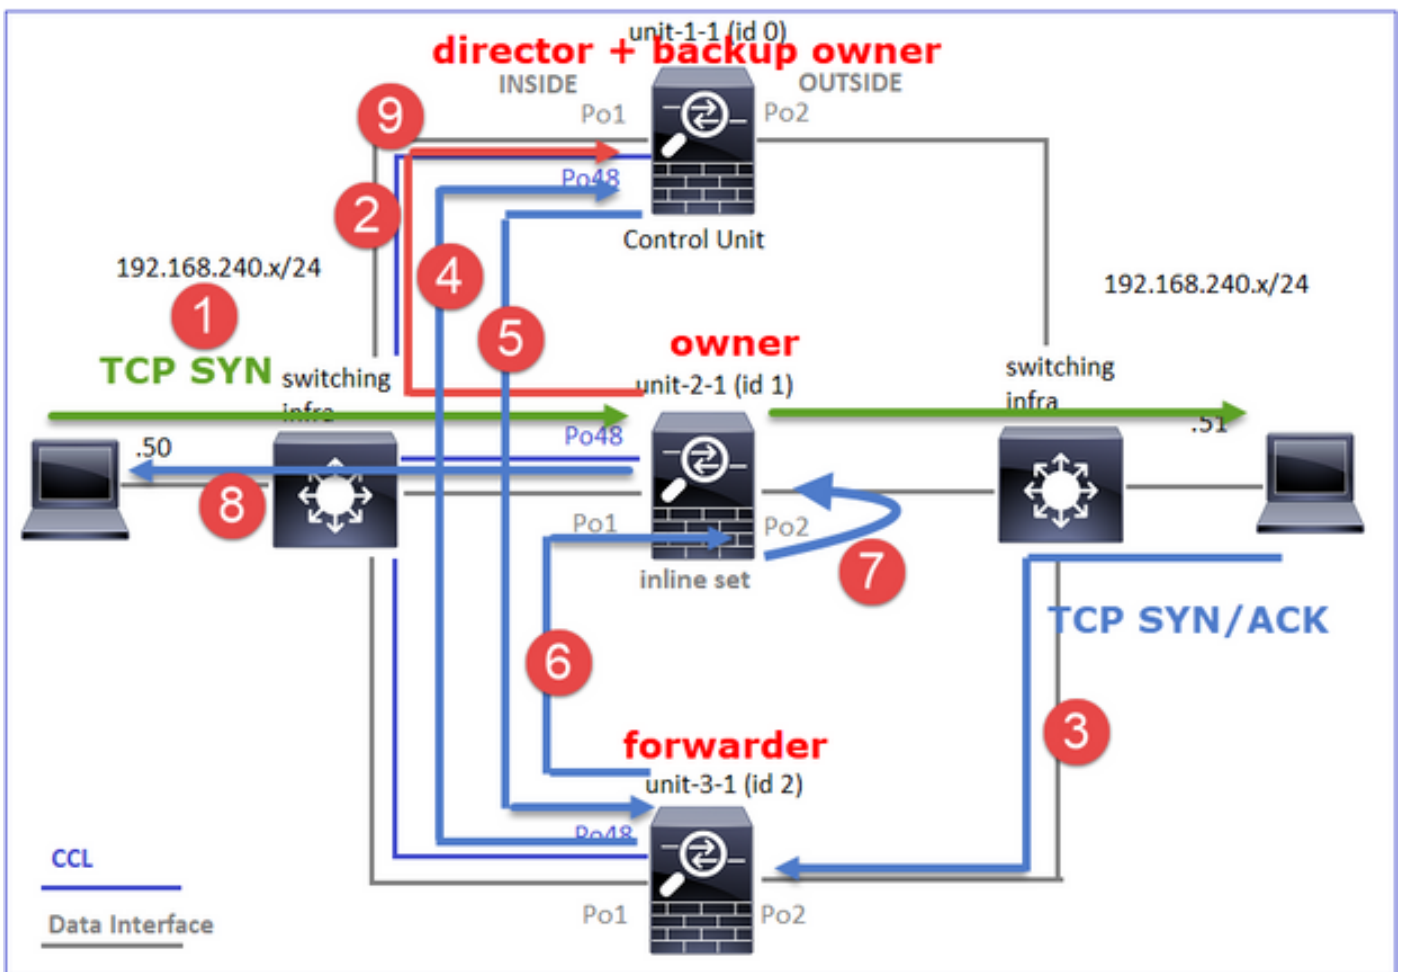 unit-1-1 (id 0)
director + backup owner
INSIDE
OUTSIDE
9
Po1
Po2
Po48
2
Control Unit
4
192.168.240.x/24
192.168.240.x/24
1
5
owner
TCP SYN
switching
infra
unit-2-1 (id 1)
switching
infra
.50
Po48
.51
8
Po1
Po2
7
inline set
TCP SYN/ACK
6
3
forwarder
unit-3-1 (id 2)
Po48
CCL
Po1
Po2
Data Interface